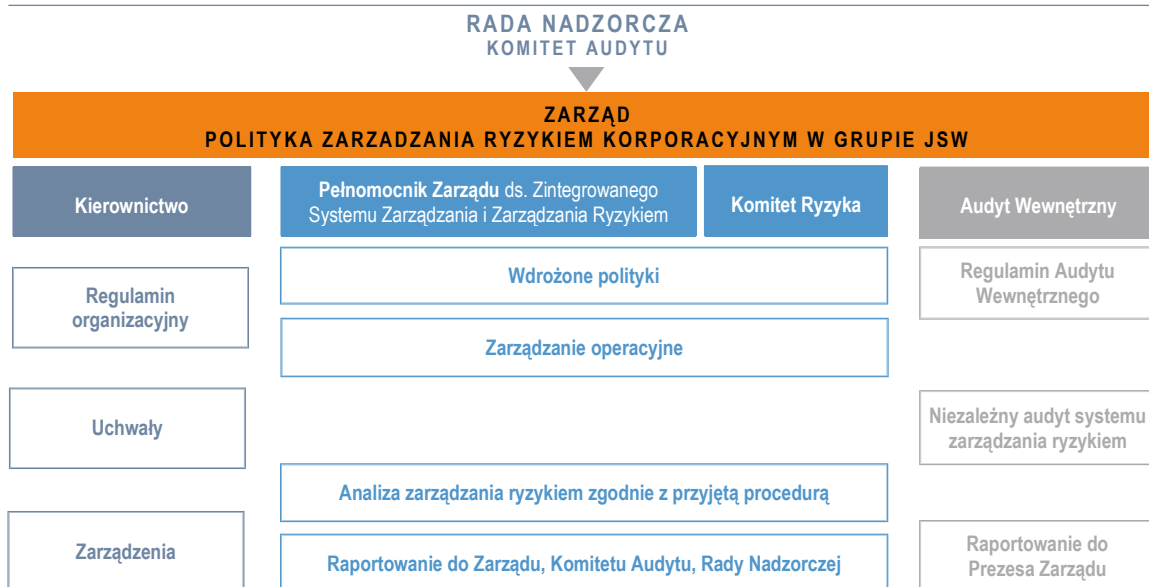 RADA NADZORCZA
KOMITET AUDYTU
ZARZĄD
POLITYKA ZARZADZANIA RYZYKIEM KORPORACYJNYM W GRUPIE JSW
Kierownictwo
Pełnomocnik Zarządu ds. Zintegrowanego
Systemu Zarządzania i Zarządzania Ryzykiem
Komitet Ryzyka
Audyt Wewnętrzny
Regulamin
organizacyjny
Uchwały
Zarządzenia
Wdrożone polityki
Zarządzanie operacyjne
Analiza zarządzania ryzykiem zgodnie z przyjętą procedurą
Raportowanie do Zarządu, Komitetu Audytu, Rady Nadzorczej
Regulamin Audytu
Wewnętrznego
Niezależny audyt systemu
zarządzania ryzykiem
Raportowanie do
Prezesa Zarządu